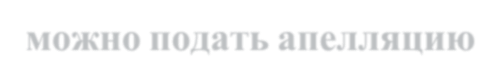 можно подать апелляцию